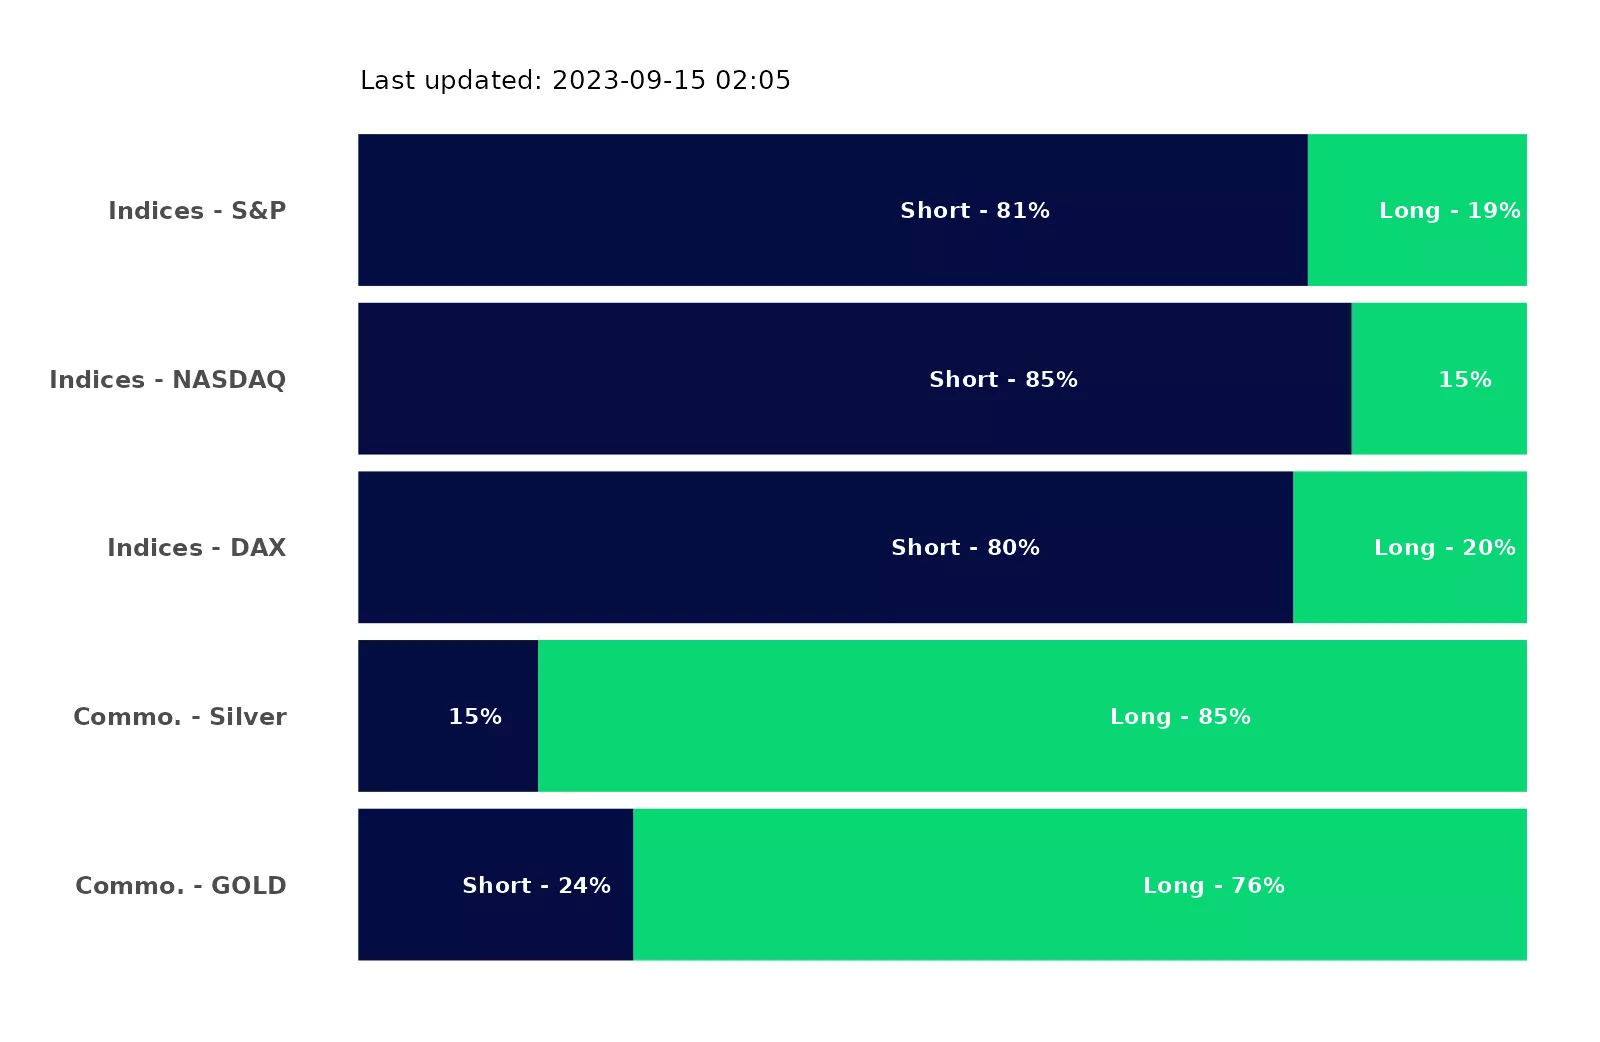 Last updated: 2023-09-15 02:05
Indices - S&P
Short - 81%
Long - 19%
Indices - NASDAQ
Short - 85%
15%
Indices - DAX
Short - 80%
Long - 20%
Commo. - Silver
15%
Long - 85%
Commo. - GOLD
Short - 24%
Long - 76%